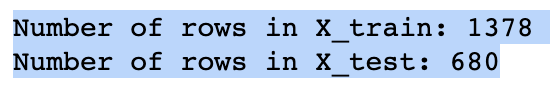 Number of rows in X_train: 1378
Number of rows in X_test: 680